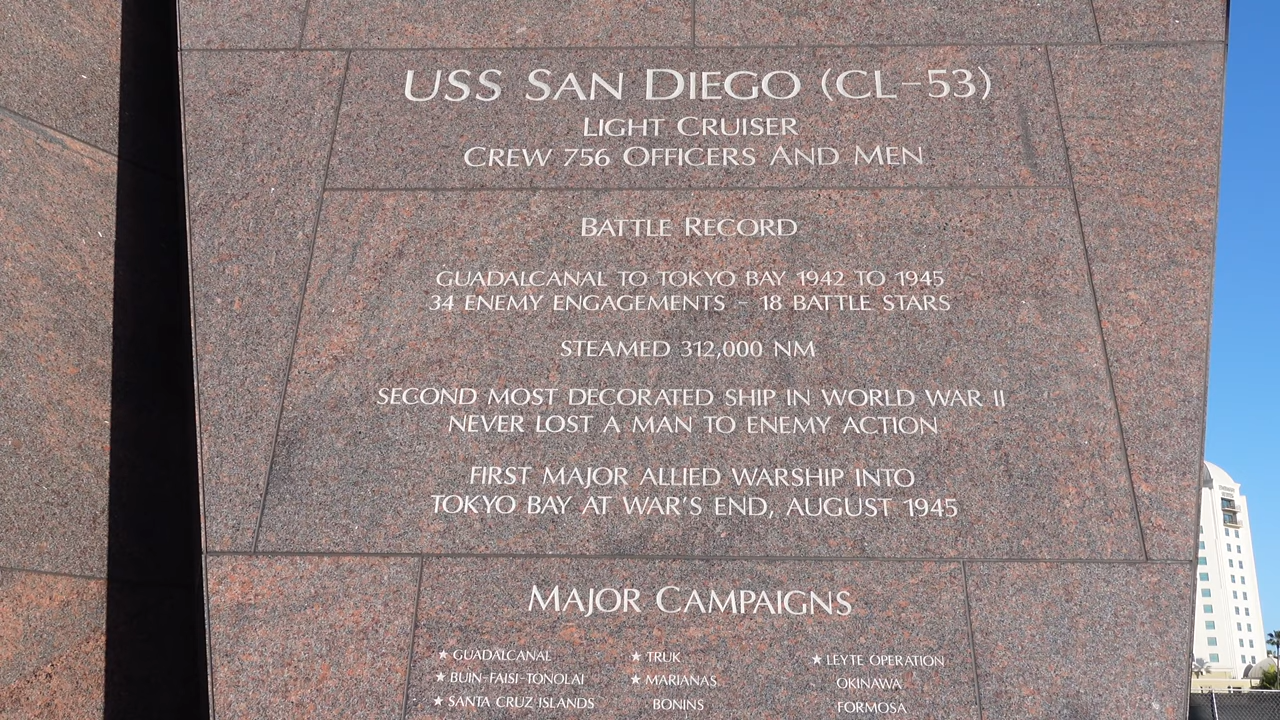 USS SAN DIEGO (CL-53)
LIGHT CRUISER
CREW 756 OFFICERS AND MEN
BATTLE RECORD
GUADALCANAL TO TOKYO BAY 1942 TO 1945
34 ENEMY ENGAGEMENTS - 18 BATTLE STARS
STEAMED 312,000 NM
SECOND MOST DECORATED SHIP IN WORLD WAR II
NEVER LOST A MAN TO ENEMY ACTION
FIRST MAJOR ALLIED WARSHIP INTO
TOKYO BAY AT WAR'S END, AUGUST 1945
MAJOR CAMPAIGNS
★ GUADALCANAL
★ BUIN-FAISI-TONOLAI
★ SANTA CRUZ ISLANDS
★ TRUK
★ MARIANAS
BONINS
★ LEYTE OPERATION
OKINAWA
FORMOSA